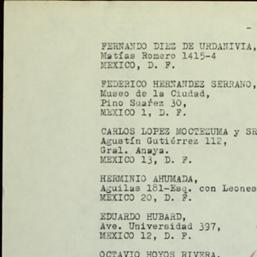 FERNANDO DIEZ DE URDANIVIA,
Matías Romero 1415-4
MEXICO, D. F.
FEDERICO HERNANDEZ SERRANO,
Museo de la Ciudad,
Pino Suárez 30,
MEXICO 1, D. F.
CARLOS LOPEZ MOCTEZUMA y SR
Agustín Gutiérrez 112,
Gral. Anaya.
MEXICO 13, D. F.
HERMINIO AHUMADA,
Aguilas 181-Esq. con Leones
MEXICO 20, D. F.
EDUARDO HUBARD,
Ave. Universidad 397,
MEXICO 12, D. F.
OCTAVIO HOYOS RIVERA,